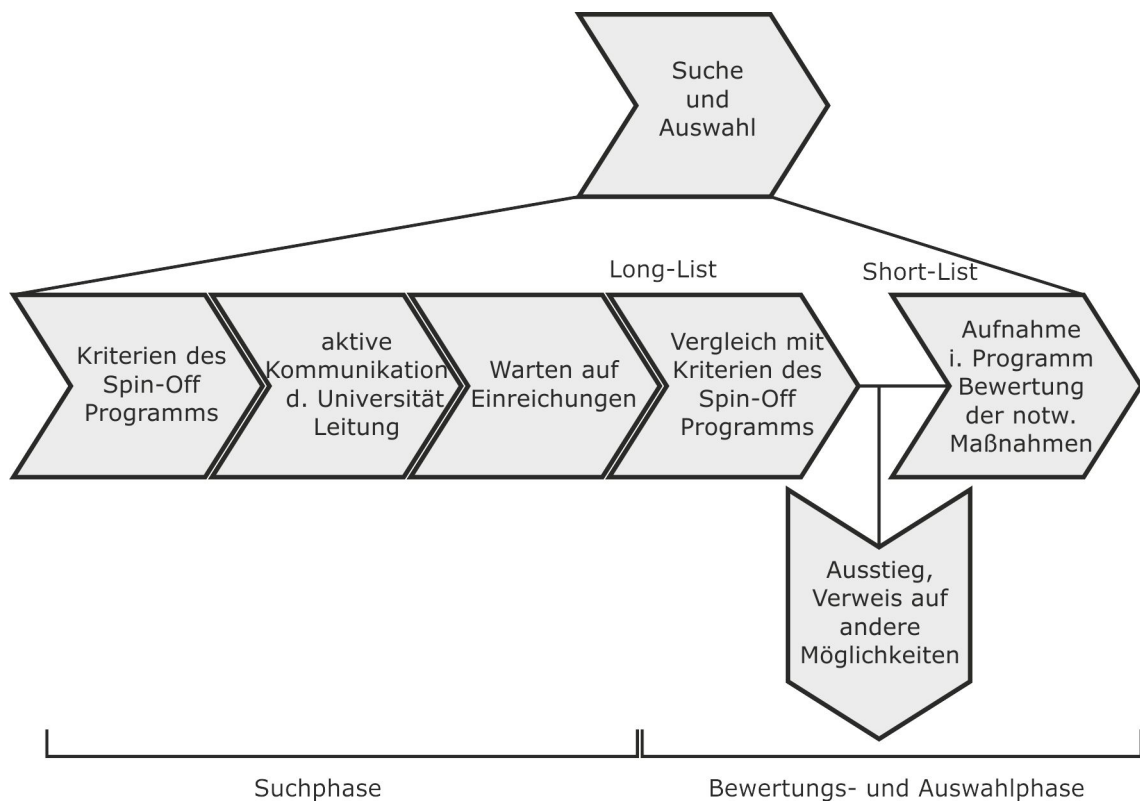 Suche
und
Auswahl
Long-List
Short-List
Kriterien des
Spin-Off
Programms
aktive
Kommunikation
d. Universität
Leitung
Warten auf
Einreichungen
Vergleich mit
Kriterien des
Spin-Off
Programms
Aufnahme
i. Programm
Bewertung
der notw.
Maßnahmen
Ausstieg,
Verweis auf
andere
Möglichkeiten
Suchphase
Bewertungs- und Auswahlphase